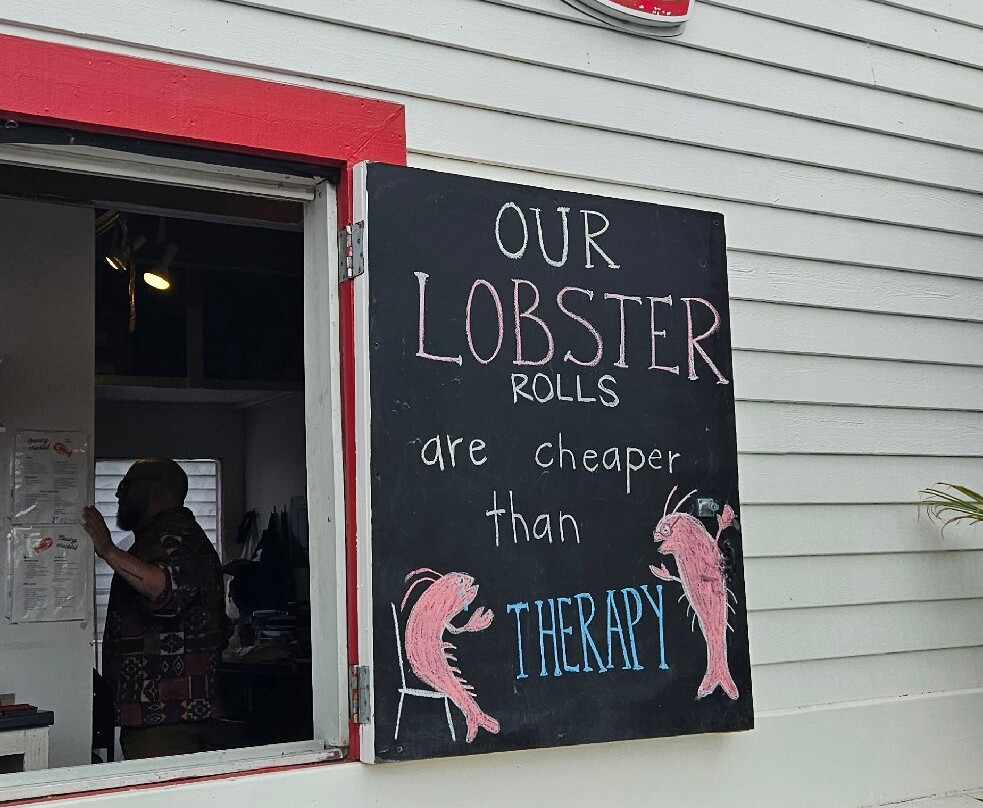 OUR
LOBSTER
ROLLS
are cheaper
than
THERAPY